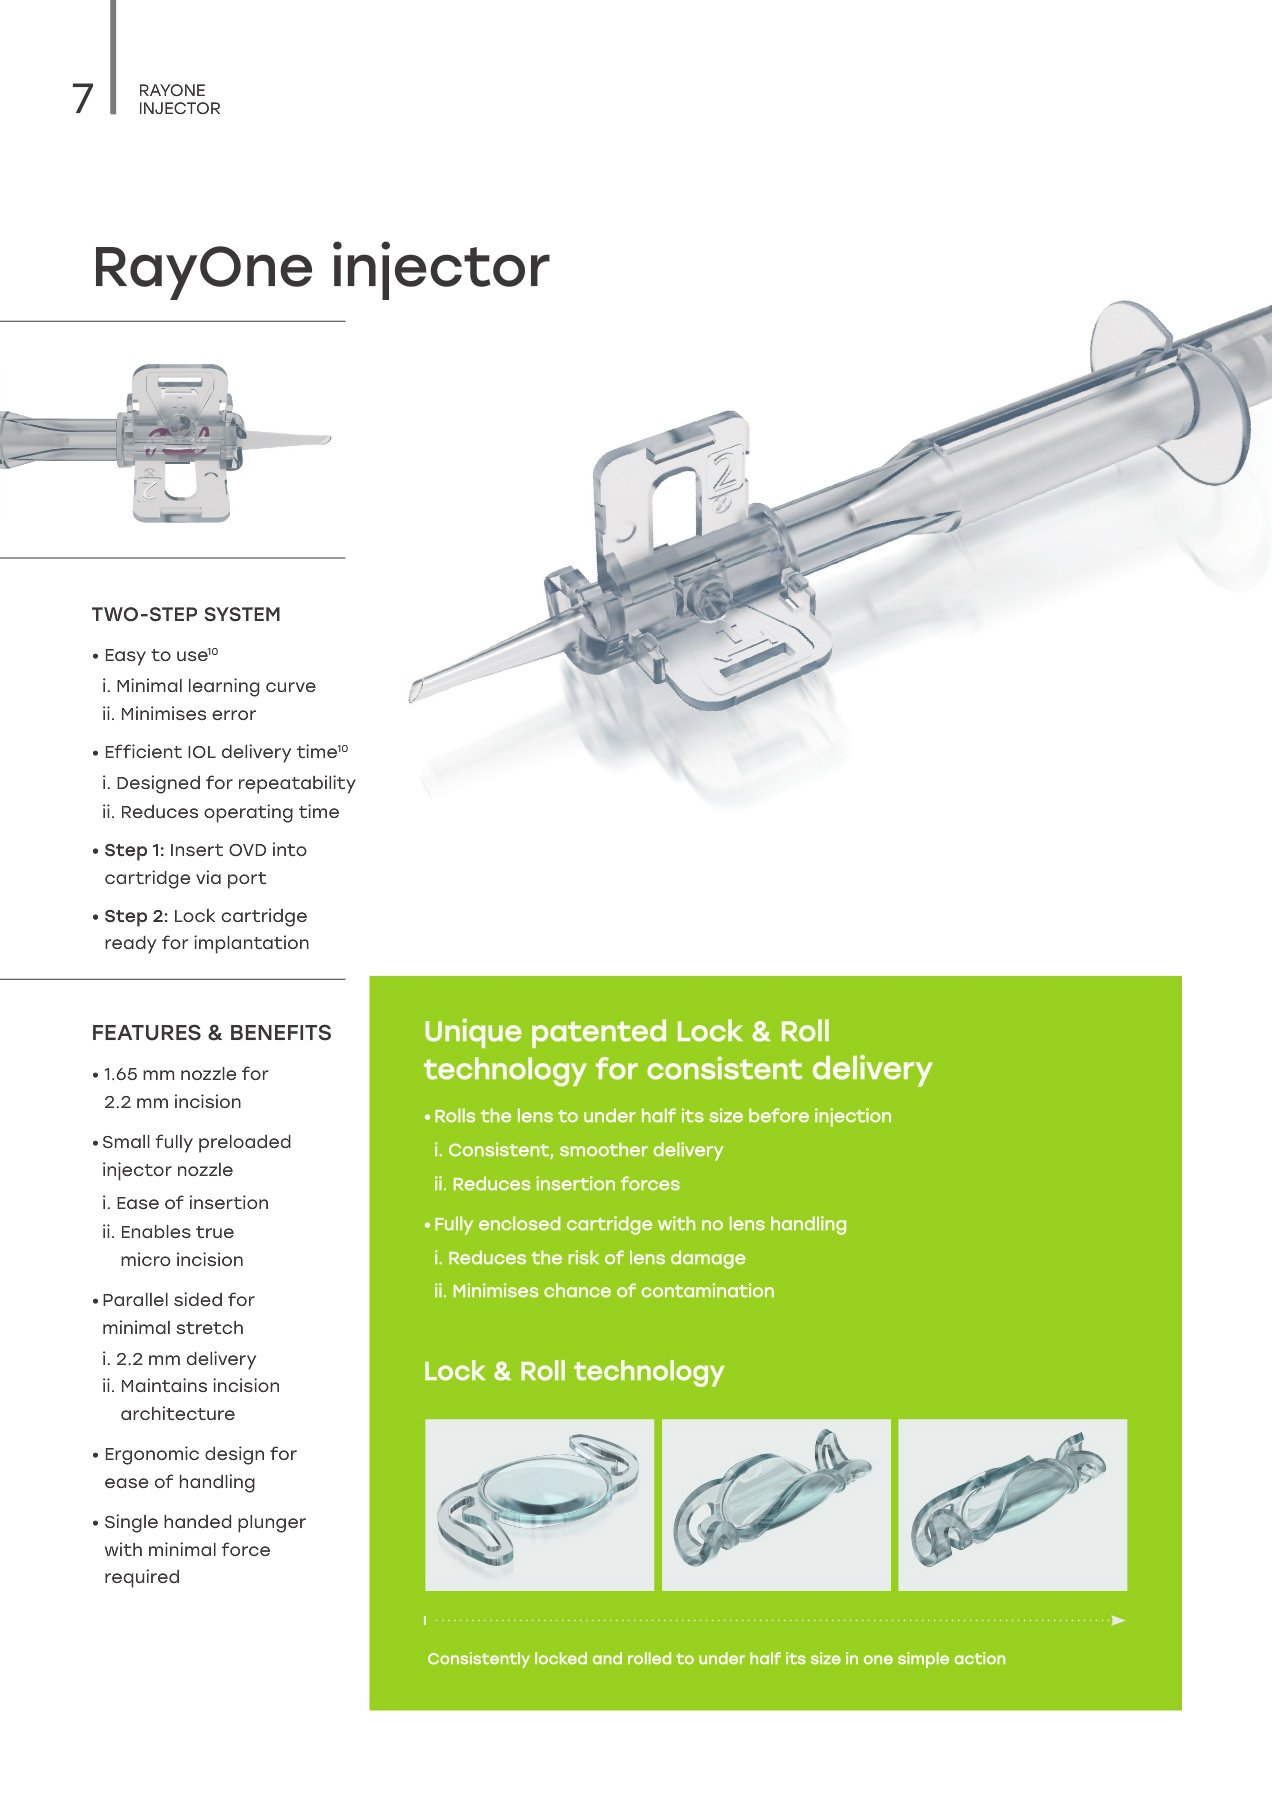 7
RAYONE
INJECTOR
RayOne injector
1
2
2
1
TWO-STEP SYSTEM
• Easy to use¹⁰
i. Minimal learning curve
ii. Minimises error
• Efficient IOL delivery time¹⁰
i. Designed for repeatability
ii. Reduces operating time
• Step 1: Insert OVD into
cartridge via port
• Step 2: Lock cartridge
ready for implantation
FEATURES & BENEFITS
• 1.65 mm nozzle for
2.2 mm incision
• Small fully preloaded
injector nozzle
i. Ease of insertion
ii. Enables true
micro incision
• Parallel sided for
minimal stretch
i. 2.2 mm delivery
ii. Maintains incision
architecture
• Ergonomic design for
ease of handling
• Single handed plunger
with minimal force
required
Unique patented Lock & Roll
technology for consistent delivery
• Rolls the lens to under half its size before injection
i. Consistent, smoother delivery
ii. Reduces insertion forces
• Fully enclosed cartridge with no lens handling
i. Reduces the risk of lens damage
ii. Minimises chance of contamination
Lock & Roll technology
Consistently locked and rolled to under half its size in one simple action